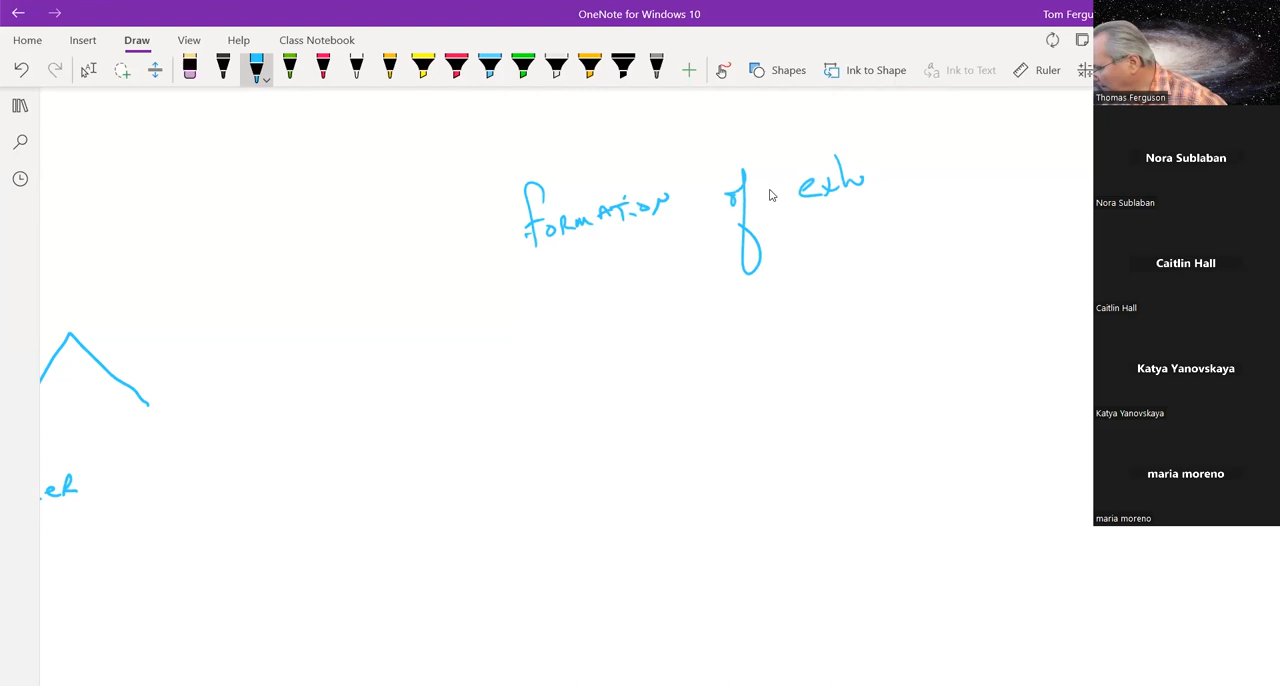 OneNote for Windows 10
Tom Fergu
Home Insert Draw View Help Class Notebook
Shapes Ink to Shape Ink to Text Ruler
Thomas Ferguson
Nora Sublaban
Nora Sublaban
Caitlin Hall
Caitlin Hall
Katya Yanovskaya
Katya Yanovskaya
maria moreno
maria moreno
formation of exh
er